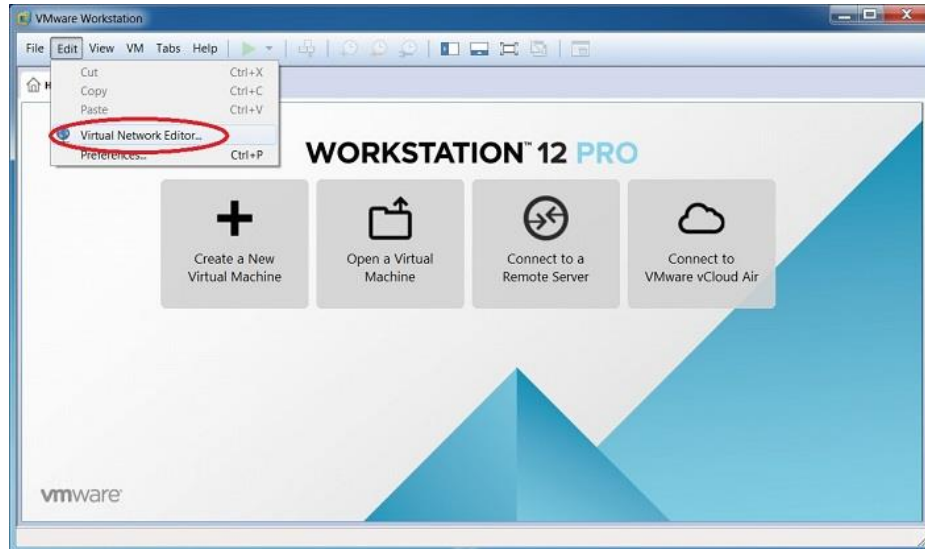 VMware Workstation
File Edit View VM Tabs Help
Cut Ctrl+X
Copy Ctrl+C
Paste Ctrl+V
Virtual Network Editor...
Preferences... Ctrl+P
WORKSTATION™ 12 PRO
Create a New
Virtual Machine
Open a Virtual
Machine
Connect to a
Remote Server
Connect to
VMware vCloud Air
vmware